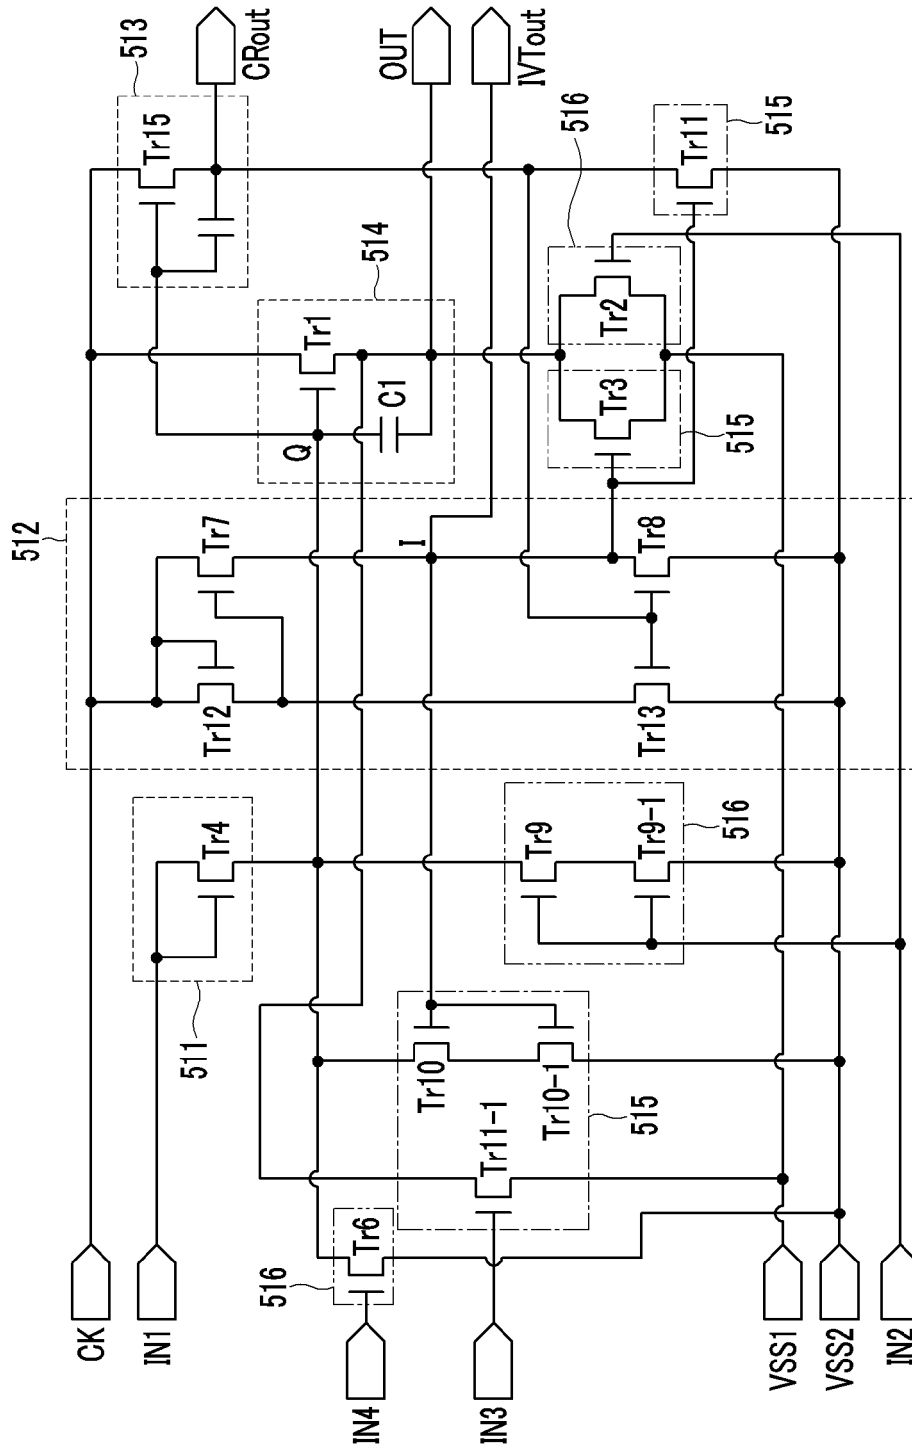 CK
IN1
IN4
IN3
VSS1
VSS2
IN2
516
Tr6
511
Tr4
Tr11-1
Tr10
Tr10-1
515
Tr9
Tr9-1
516
512
Tr12
Tr7
Tr13
Tr8
I
Q
C1
Tr1
514
Tr3
515
Tr2
516
513
Tr15
Tr11
515
CRout
OUT
IVTout